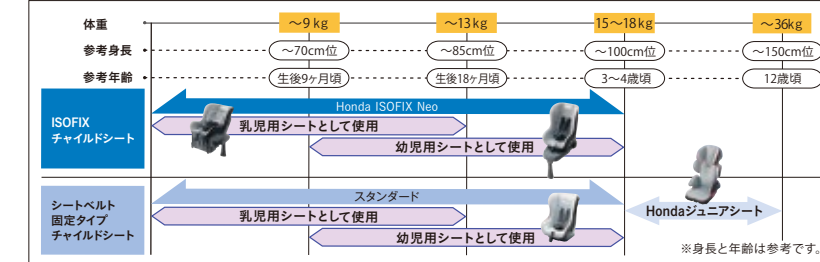 体重 ～9kg ～13kg 15～18kg ～36kg
参考身長 ～70cm位 ～85cm位 ～100cm位 ～150cm位
参考年齢 生後9ヶ月頃 生後18ヶ月頃 3～4歳頃 12歳頃
ISOFIX
チャイルドシート
Honda ISOFIX Neo
乳児用シートとして使用
幼児用シートとして使用
シートベルト
固定タイプ
チャイルドシート
スタンダード
乳児用シートとして使用
幼児用シートとして使用
Hondaジュニアシート
※身長と年齢は参考です。